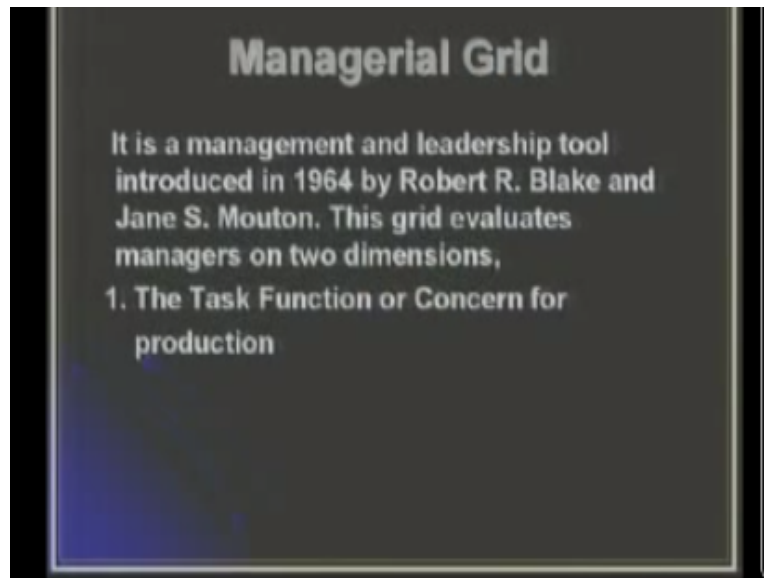 Managerial Grid
It is a management and leadership tool
introduced in 1964 by Robert R. Blake and
Jane S. Mouton. This grid evaluates
managers on two dimensions,
1. The Task Function or Concern for
production